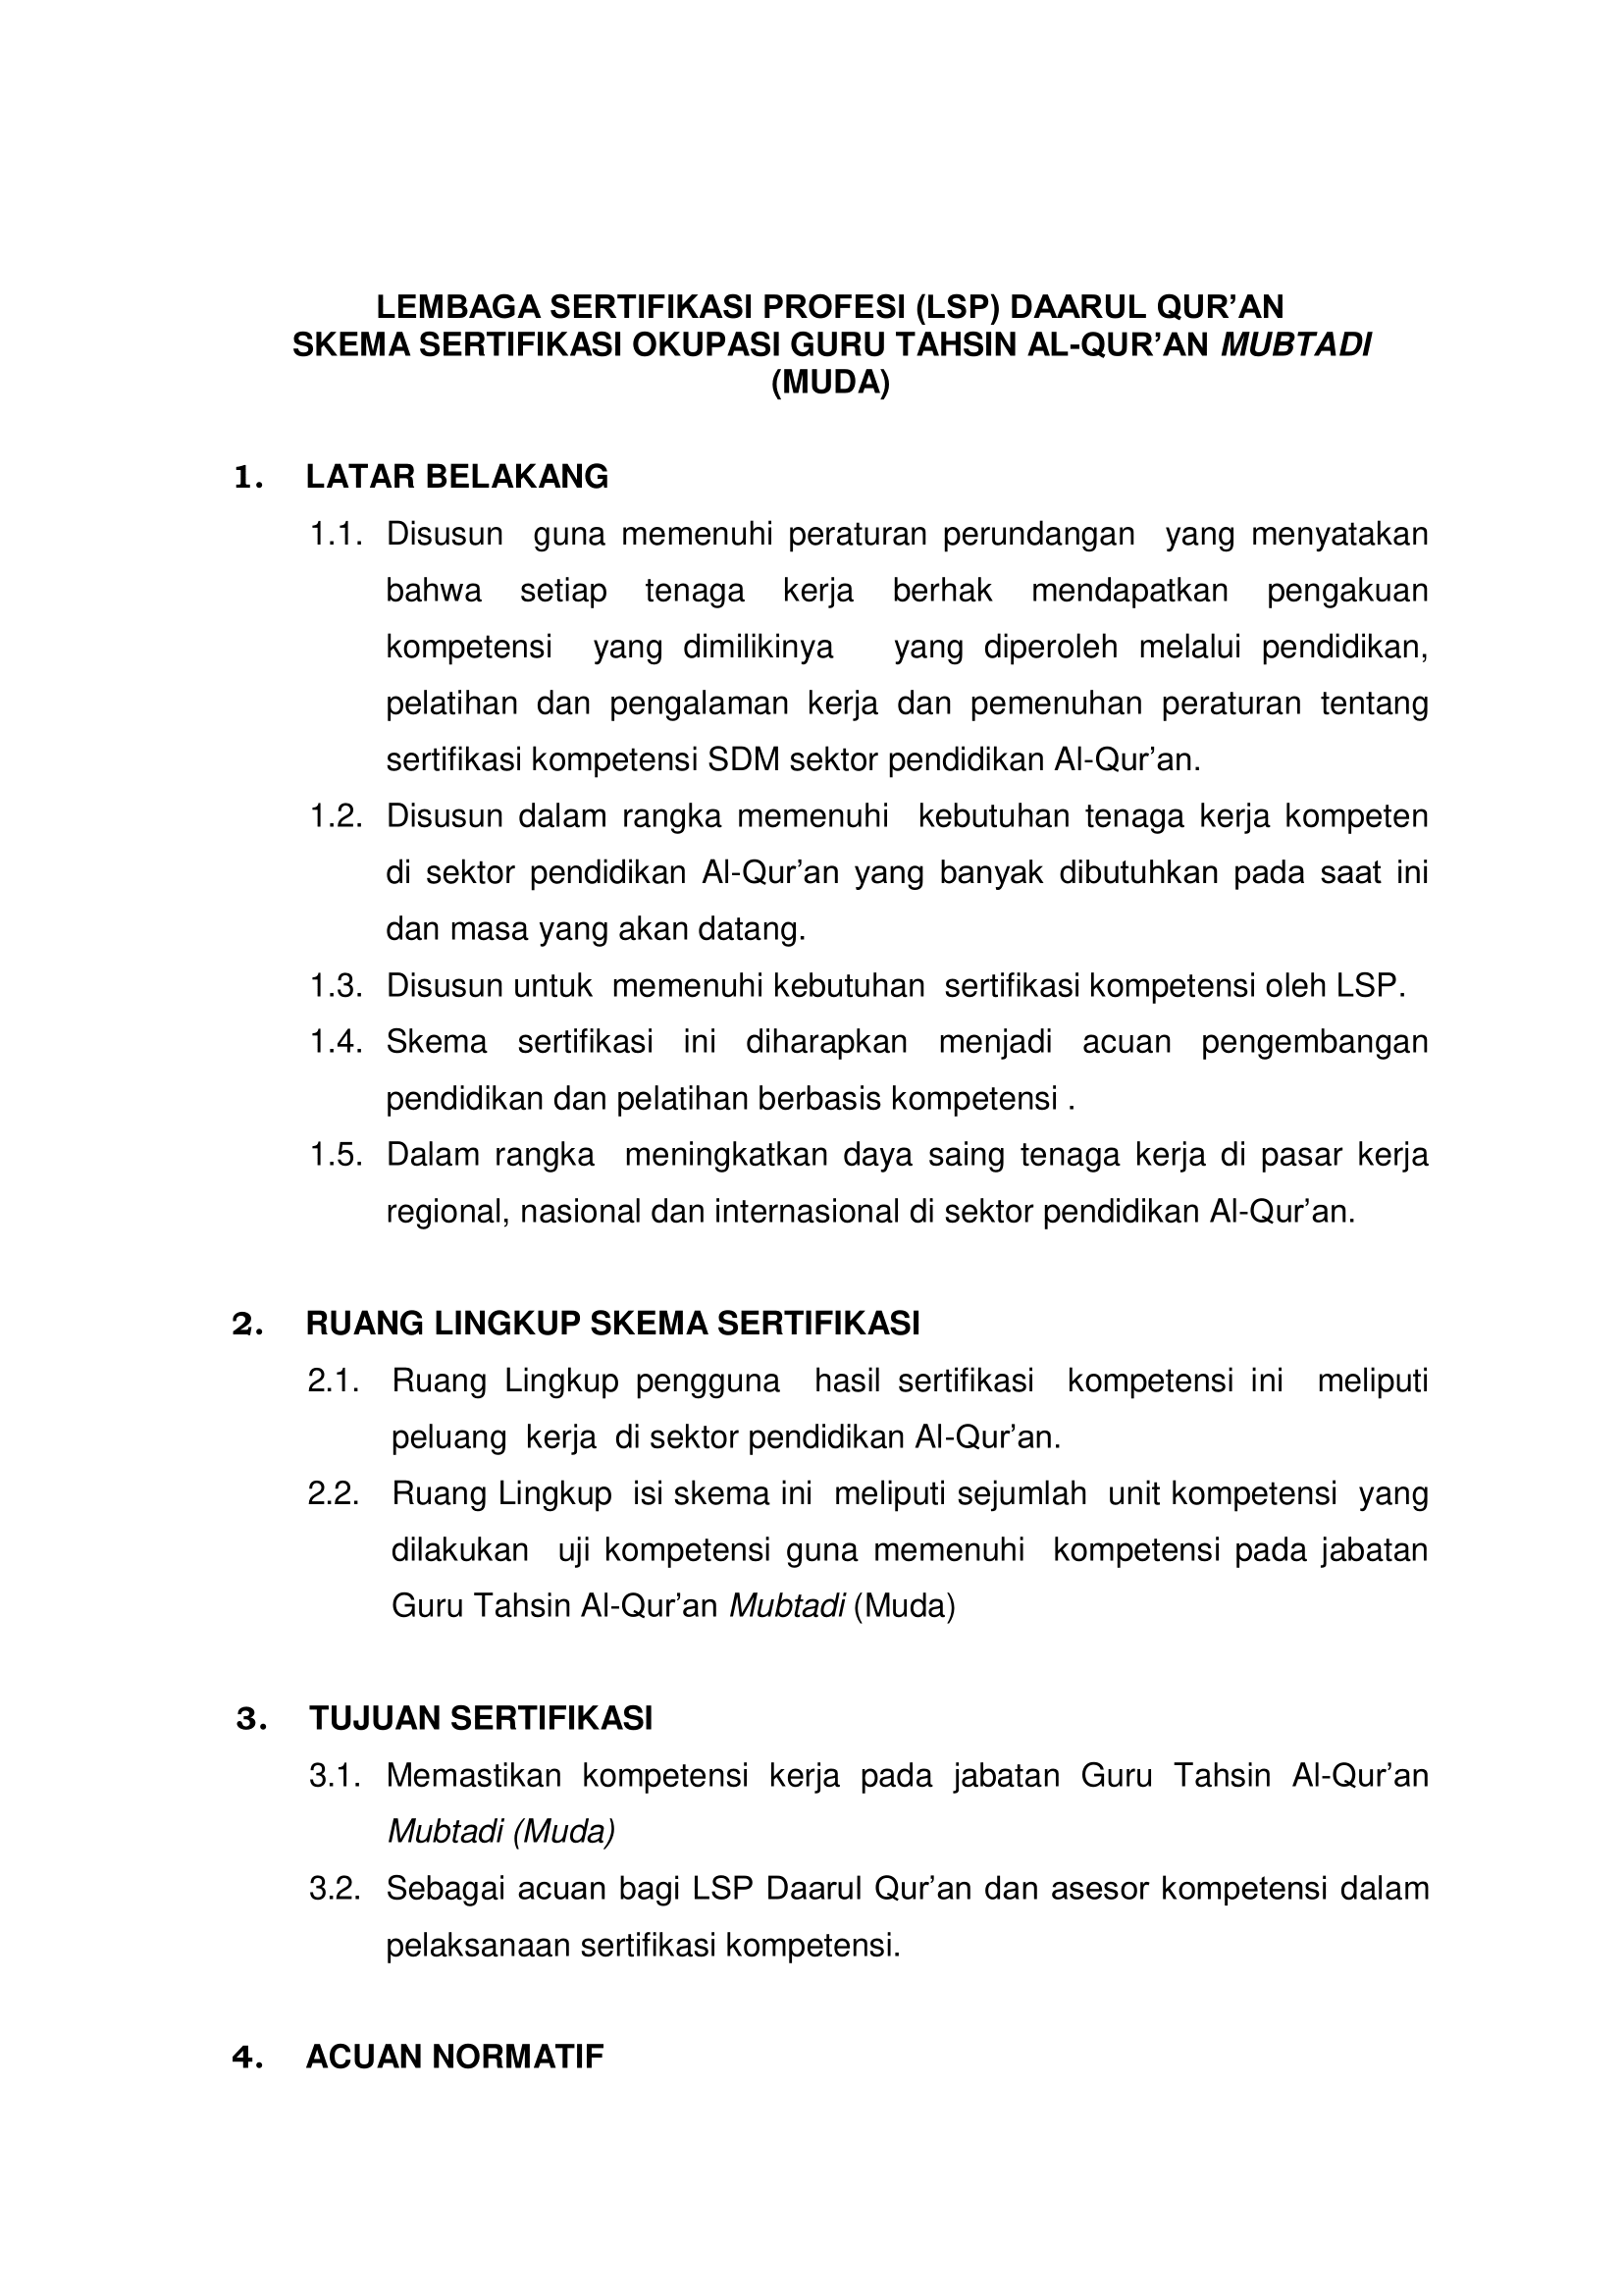 LEMBAGA SERTIFIKASI PROFESI (LSP) DAARUL QUR’AN
SKEMA SERTIFIKASI OKUPASI GURU TAHSIN AL-QUR’AN MUBTADI
(MUDA)
1. LATAR BELAKANG
1.1. Disusun guna memenuhi peraturan perundangan yang menyatakan
bahwa setiap tenaga kerja berhak mendapatkan pengakuan
kompetensi yang dimilikinya yang diperoleh melalui pendidikan,
pelatihan dan pengalaman kerja dan pemenuhan peraturan tentang
sertifikasi kompetensi SDM sektor pendidikan Al-Qur’an.
1.2. Disusun dalam rangka memenuhi kebutuhan tenaga kerja kompeten
di sektor pendidikan Al-Qur’an yang banyak dibutuhkan pada saat ini
dan masa yang akan datang.
1.3. Disusun untuk memenuhi kebutuhan sertifikasi kompetensi oleh LSP.
1.4. Skema sertifikasi ini diharapkan menjadi acuan pengembangan
pendidikan dan pelatihan berbasis kompetensi .
1.5. Dalam rangka meningkatkan daya saing tenaga kerja di pasar kerja
regional, nasional dan internasional di sektor pendidikan Al-Qur’an.
2. RUANG LINGKUP SKEMA SERTIFIKASI
2.1. Ruang Lingkup pengguna hasil sertifikasi kompetensi ini meliputi
peluang kerja di sektor pendidikan Al-Qur’an.
2.2. Ruang Lingkup isi skema ini meliputi sejumlah unit kompetensi yang
dilakukan uji kompetensi guna memenuhi kompetensi pada jabatan
Guru Tahsin Al-Qur’an Mubtadi (Muda)
3. TUJUAN SERTIFIKASI
3.1. Memastikan kompetensi kerja pada jabatan Guru Tahsin Al-Qur’an
Mubtadi (Muda)
3.2. Sebagai acuan bagi LSP Daarul Qur’an dan asesor kompetensi dalam
pelaksanaan sertifikasi kompetensi.
4. ACUAN NORMATIF